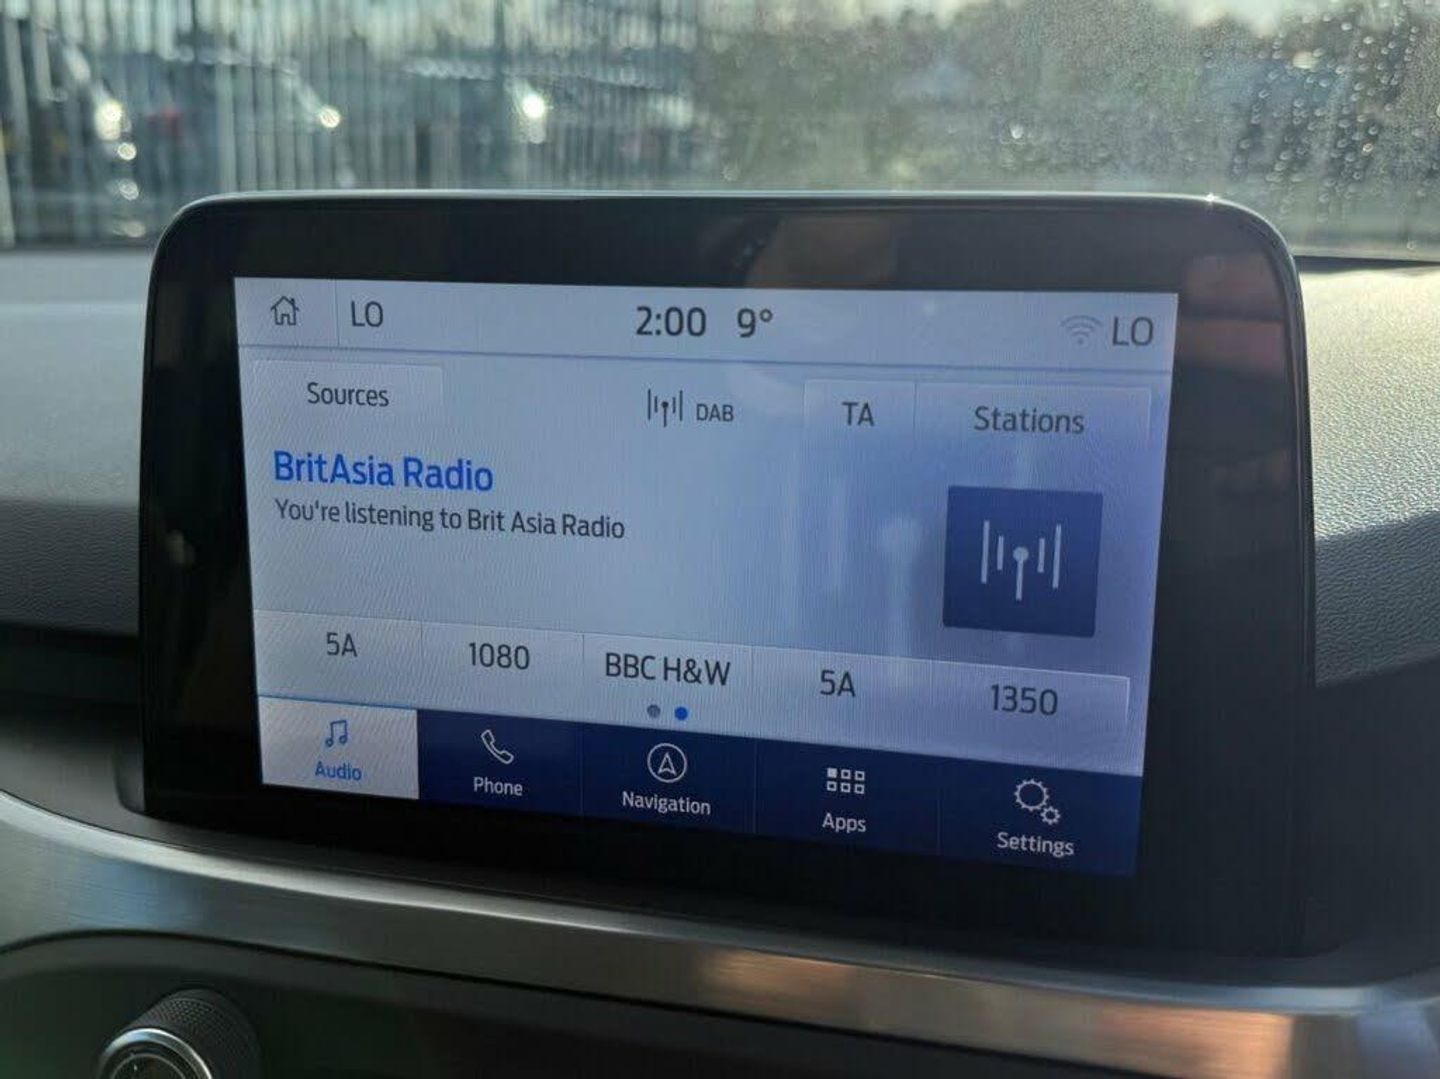 LO 2:00 9° LO
Sources DAB TA Stations
BritAsia Radio
You're listening to Brit Asia Radio
5A 1080 BBC H&W 5A 1350
Audio Phone Navigation Apps Settings